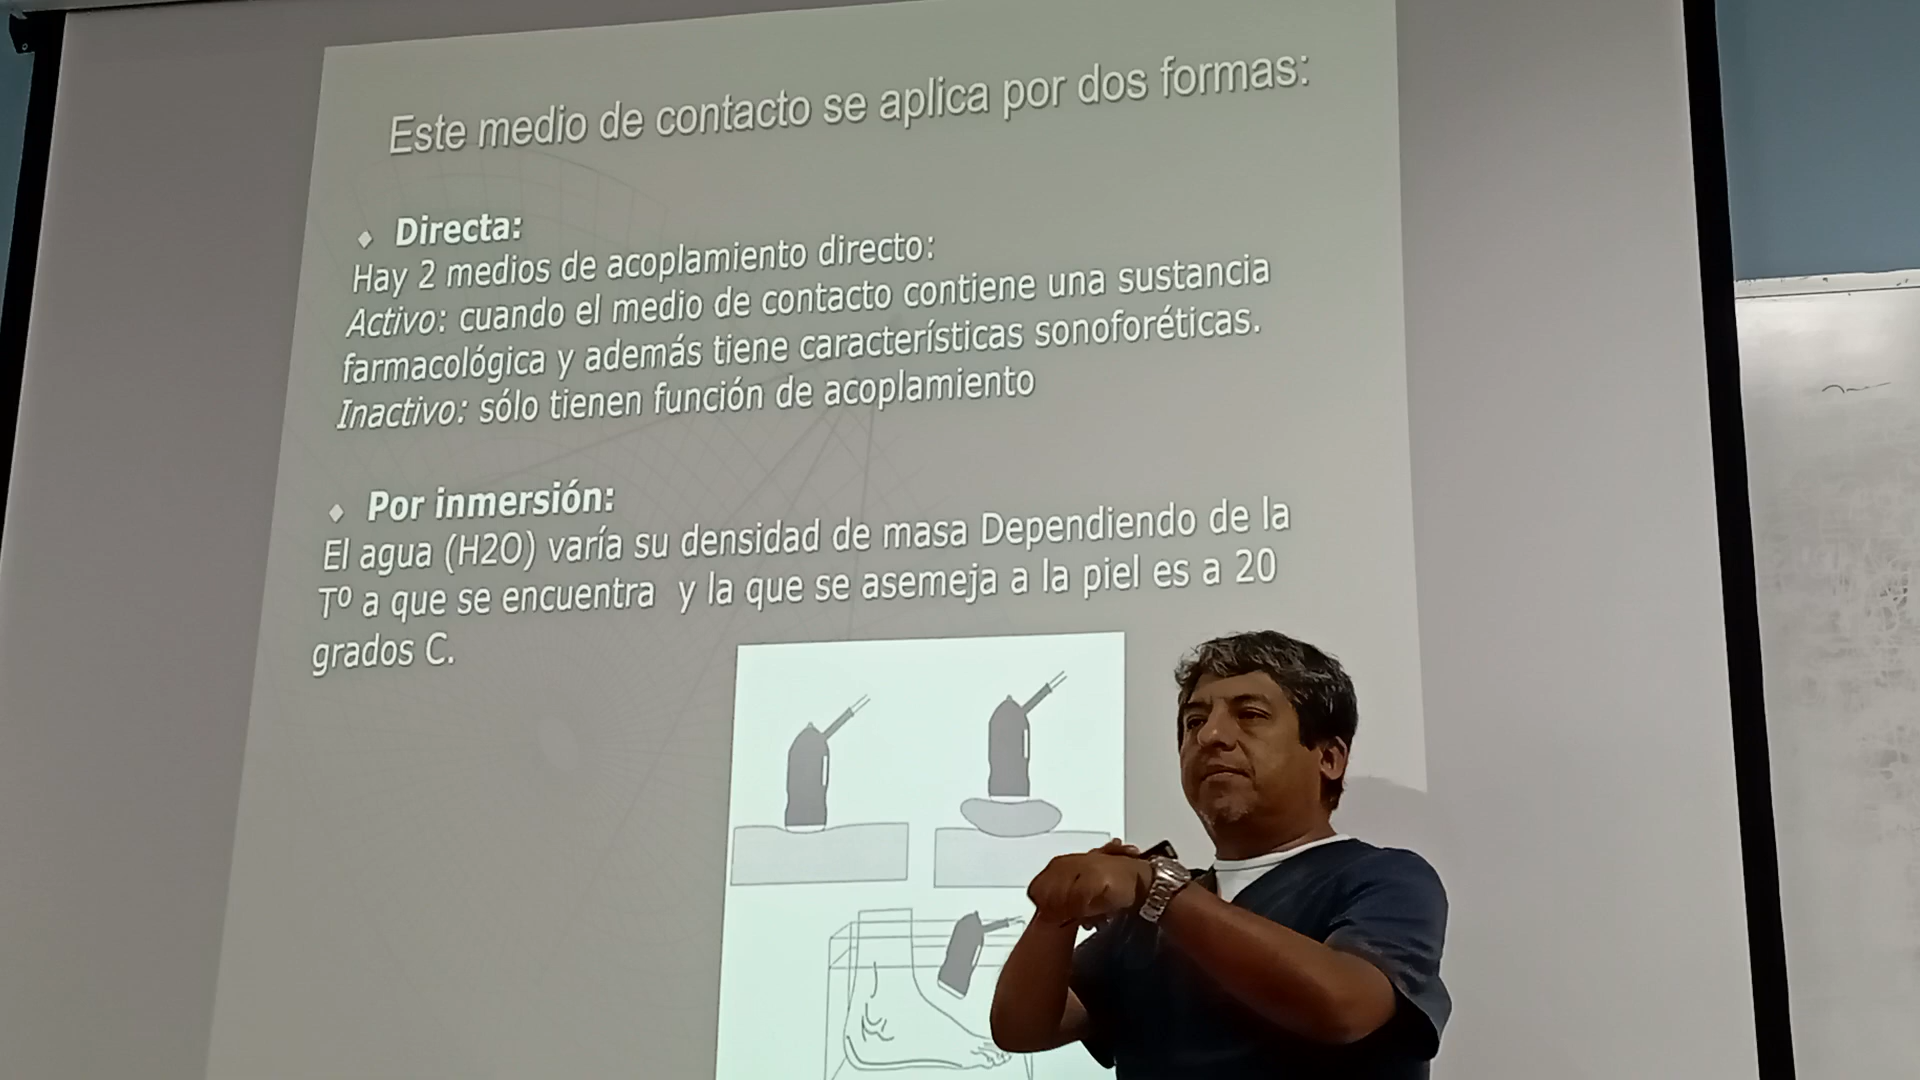 Este medio de contacto se aplica por dos formas:
Directa:
Hay 2 medios de acoplamiento directo:
Activo: cuando el medio de contacto contiene una sustancia
farmacológica y además tiene características sonoforéticas.
Inactivo: sólo tienen función de acoplamiento
Por inmersión:
El agua (H2O) varía su densidad de masa Dependiendo de la
Tº a que se encuentra y la que se asemeja a la piel es a 20
grados C.